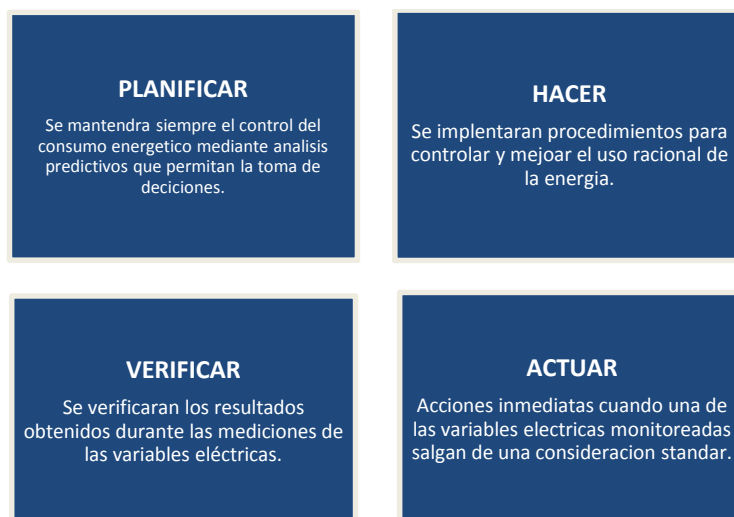 PLANIFICAR
Se mantendra siempre el control del
consumo energetico mediante analisis
predictivos que permitan la toma de
deciciones.
HACER
Se implentaran procedimientos para
controlar y mejoar el uso racional de
la energia.
VERIFICAR
Se verificaran los resultados
obtenidos durante las mediciones de
las variables eléctricas.
ACTUAR
Acciones inmediatas cuando una de
las variables electricas monitoreadas
salgan de una consideracion standar.